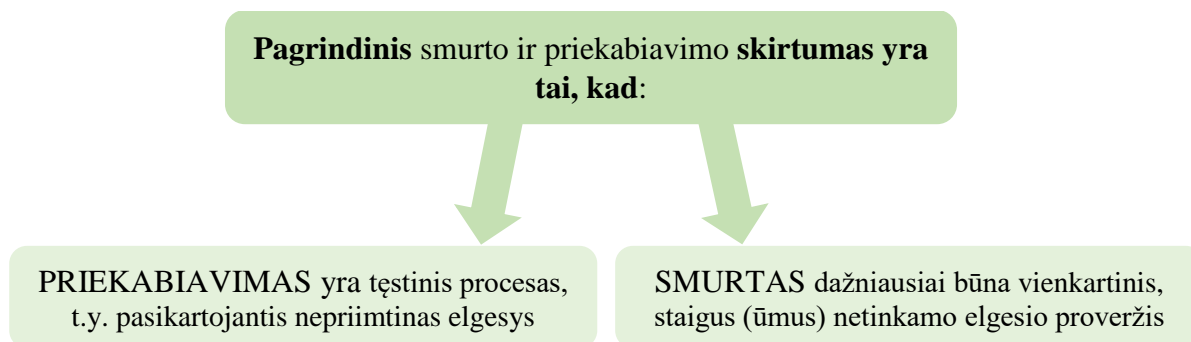 Pagrindinis smurto ir priekabiavimo skirtumas yra
tai, kad:
PRIEKABIAVIMAS yra tęstinis procesas,
t.y. pasikartojantis nepriimtinas elgesys
SMURTAS dažniausiai būna vienkartinis,
staigus (ūmus) netinkamo elgesio proveržis